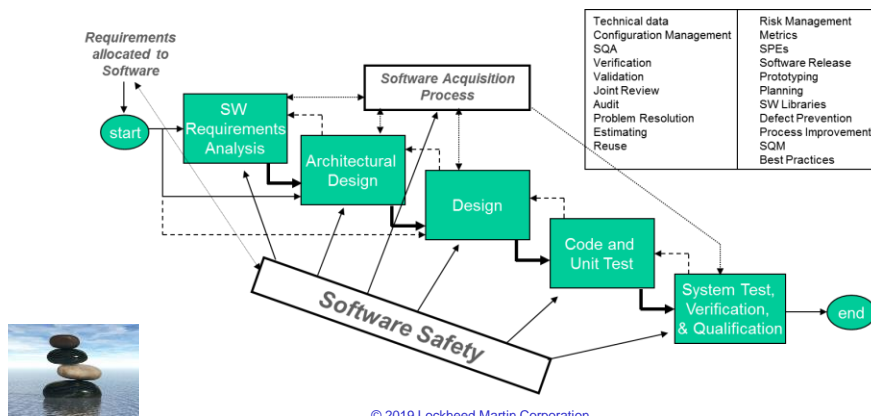 Requirements
allocated to
Software
start
SW
Requirements
Analysis
Software Acquisition
Process
Architectural
Design
Design
Code and
Unit Test
System Test,
Verification,
& Qualification
end
Software Safety
Technical data
Configuration Management
SQA
Verification
Validation
Joint Review
Audit
Problem Resolution
Estimating
Reuse
Risk Management
Metrics
SPEs
Software Release
Prototyping
Planning
SW Libraries
Defect Prevention
Process Improvement
SQM
Best Practices
© 2019 Lockheed Martin Corporation